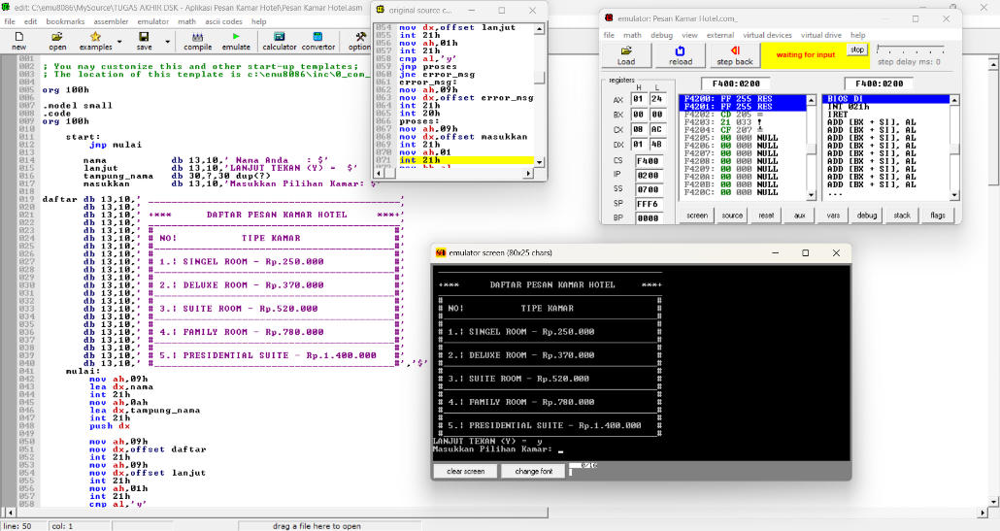 edit: C:\emu8086\MySource\TUGAS AKHIR DSK - Aplikasi Pesan Kamar Hotel\Hotel.asm
file edit bookmarks assembler emulator math ascii codes help
new open examples save compile emulate calculator convertor option
001
002 ; You may customize this and other start-up templates;
003 ; The location of this template is c:\emu8086\inc\0_com_
004
005 org 100h
006
007 .model small
008 .code
009 org 100h
010
011 start:
012 jmp mulai
013
014 nama db 13,10,' Nama Anda : $'
015 lanjut db 13,10,'LANJUT TEKAN (Y) = $'
016 tampung_nama db 30,?,30 dup(?)
017 masukkan db 13,10,'Masukkan Pilihan Kamar: $'
018
019 daftar db 13,10,' ______________________________________________'
020 db 13,10,'
021 db 13,10,' +*** DAFTAR PESAN KAMAR HOTEL ***+'
022 db 13,10,'
023 db 13,10,' # #'
024 db 13,10,' # NO¦ TIPE KAMAR #'
025 db 13,10,' #_____________________________________________#'
026 db 13,10,' # #'
027 db 13,10,' # 1.¦ SINGEL ROOM - Rp.250.000 #'
028 db 13,10,' #_____________________________________________#'
029 db 13,10,' # #'
030 db 13,10,' # 2.¦ DELUXE ROOM - Rp.370.000 #'
031 db 13,10,' #_____________________________________________#'
032 db 13,10,' # #'
033 db 13,10,' # 3.¦ SUITE ROOM - Rp.520.000 #'
034 db 13,10,' #_____________________________________________#'
035 db 13,10,' # #'
036 db 13,10,' # 4.¦ FAMILY ROOM - Rp.780.000 #'
037 db 13,10,' #_____________________________________________#'
038 db 13,10,' # #'
039 db 13,10,' # 5.¦ PRESIDENTIAL SUITE - Rp.1.400.000 #'
040 db 13,10,' #_____________________________________________#','$'
041 mulai:
042 mov ah,09h
043 lea dx,nama
044 int 21h
045 mov ah,0ah
046 lea dx,tampung_nama
047 int 21h
048 push dx
049
050 mov ah,09h
051 mov dx,offset daftar
052 int 21h
053 mov ah,09h
054 mov dx,offset lanjut
055 int 21h
056 mov ah,01h
057 int 21h
058 cmp al,'y'
line: 50 col: 1 drag a file here to open
original source c...
054 mov dx,offset lanjut
055 int 21h
056 mov ah,01h
057 int 21h
058 cmp al,'y'
059 jmp proses
060 jne error_msg
061 error_msg:
062 mov ah,09h
063 mov dx,offset error_msg
064 int 21h
065 int 20h
066 proses:
067 mov ah,09h
068 mov dx,offset masukkan
069 int 21h
070 mov ah,01
071 int 21h
emulator: Pesan Kamar Hotel.com_
file math debug view external virtual devices virtual drive help
Load reload step back waiting for input stop step delay ms: 0
registers
H L
AX 01 24
BX 00 00
CX 08 AC
DX 01 4B
CS F400
IP 0200
SS 0700
SP FFF6
BP 0000
F400:0200 F400:0200
F4200: FF 255 RES
F4201: FF 255 RES
F4202: CD 205 =
F4203: 21 033 !
F4204: CF 207 ╧
F4205: 00 000 NULL
F4206: 00 000 NULL
F4207: 00 000 NULL
F4208: 00 000 NULL
F4209: 00 000 NULL
F420A: 00 000 NULL
F420B: 00 000 NULL
F420C: 00 000 NULL
BIOS DI
INT 021h
IRET
ADD [BX + SI], AL
ADD [BX + SI], AL
ADD [BX + SI], AL
ADD [BX + SI], AL
ADD [BX + SI], AL
ADD [BX + SI], AL
ADD [BX + SI], AL
ADD [BX + SI], AL
ADD [BX + SI], AL
...
screen source reset aux vars debug stack flags
emulator screen (80x25 chars)
+*** DAFTAR PESAN KAMAR HOTEL ***+
# #
# NO¦ TIPE KAMAR #
#_____________________________________________#
# #
# 1.¦ SINGEL ROOM - Rp.250.000 #
#_____________________________________________#
# #
# 2.¦ DELUXE ROOM - Rp.370.000 #
#_____________________________________________#
# #
# 3.¦ SUITE ROOM - Rp.520.000 #
#_____________________________________________#
# #
# 4.¦ FAMILY ROOM - Rp.780.000 #
#_____________________________________________#
# #
# 5.¦ PRESIDENTIAL SUITE - Rp.1.400.000 #
#_____________________________________________#
LANJUT TEKAN (Y) = y
Masukkan Pilihan Kamar: _
clear screen change font 0/16